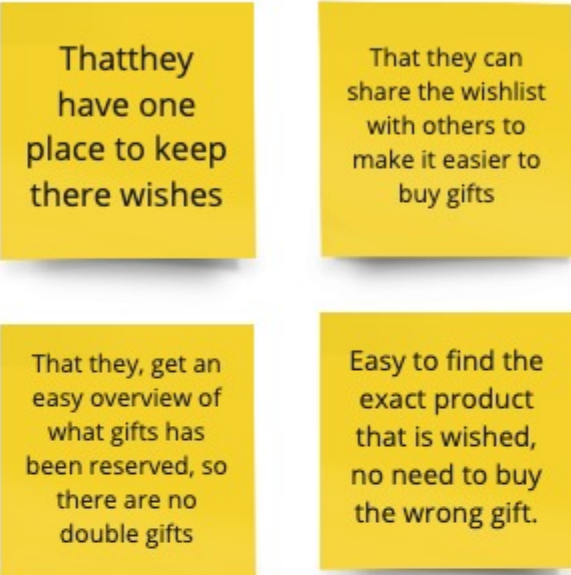 Thatthey
have one
place to keep
there wishes
That they can
share the wishlist
with others to
make it easier to
buy gifts
That they, get an
easy overview of
what gifts has
been reserved, so
there are no
double gifts
Easy to find the
exact product
that is wished,
no need to buy
the wrong gift.